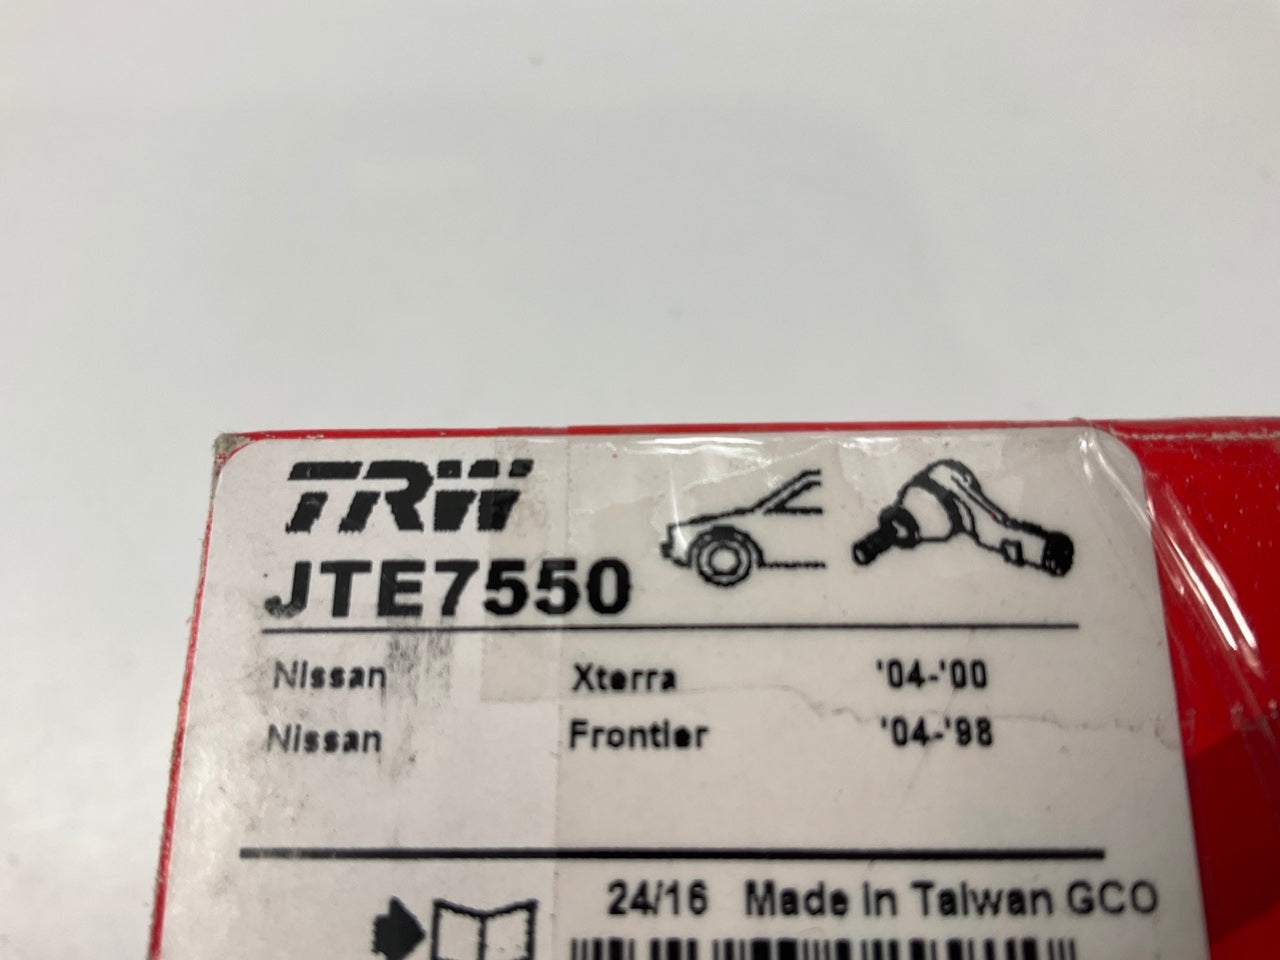 TRW
JTE7550
Nissan Xterra '04-'00
Nissan Frontier '04-'98
24/16 Made in Taiwan GCO